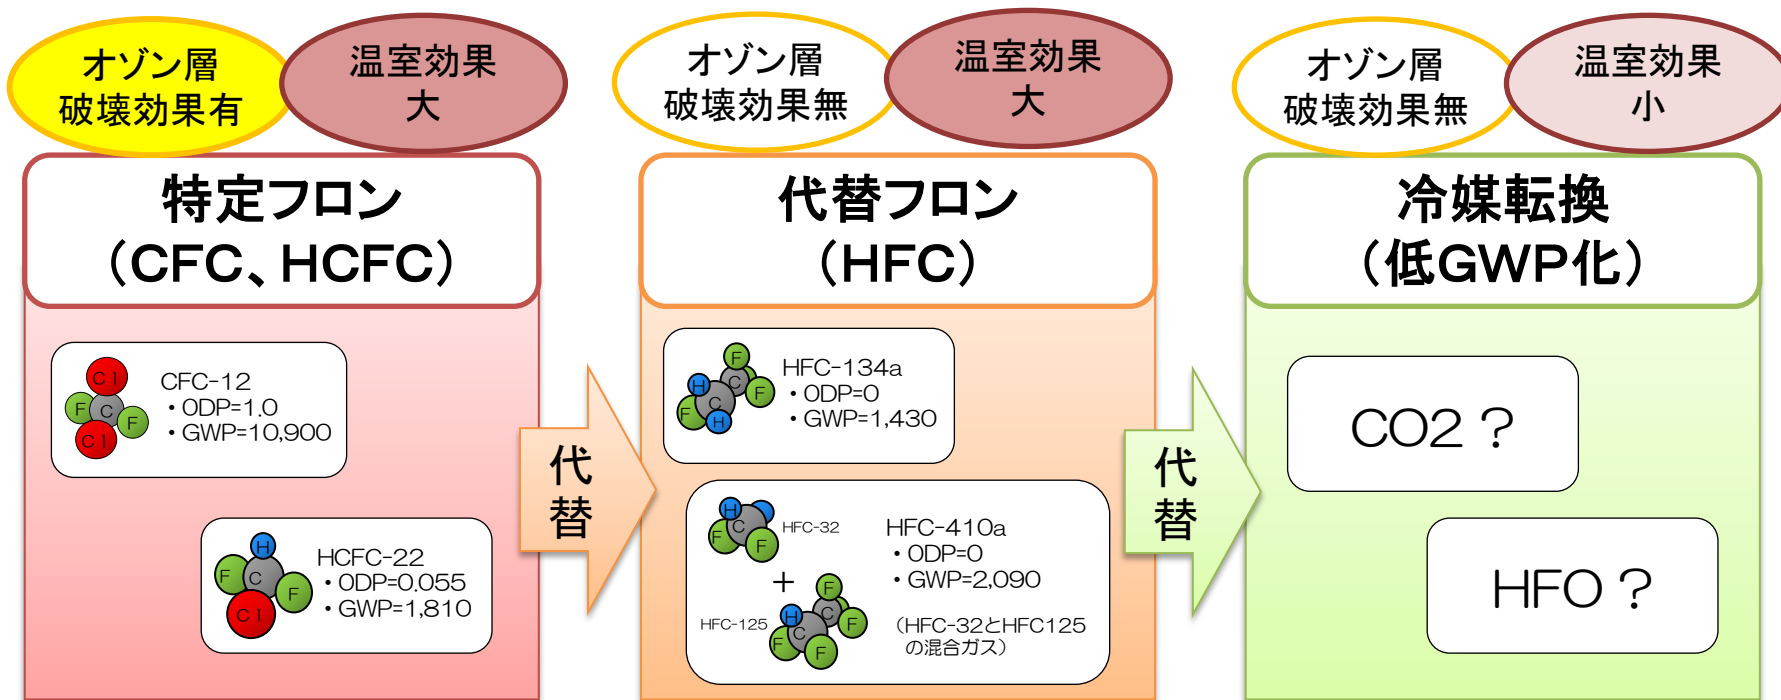 オゾン層
破壊効果有
温室効果
大
特定フロン
（CFC、HCFC）
Cl
F
C
F
Cl
CFC-12
・ODP=1.0
・GWP=10,900
H
F
C
F
Cl
HCFC-22
・ODP=0.055
・GWP=1,810
代
替
オゾン層
破壊効果無
温室効果
大
代替フロン
（HFC）
F
H
C
F
C
F
H
HFC-134a
・ODP=0
・GWP=1,430
H
C
F
F
HFC-32
+
HFC-125
F
H
C
F
C
F
F
HFC-410a
・ODP=0
・GWP=2,090
（HFC-32とHFC125
の混合ガス）
代
替
オゾン層
破壊効果無
温室効果
小
冷媒転換
（低GWP化）
CO2？
HFO？